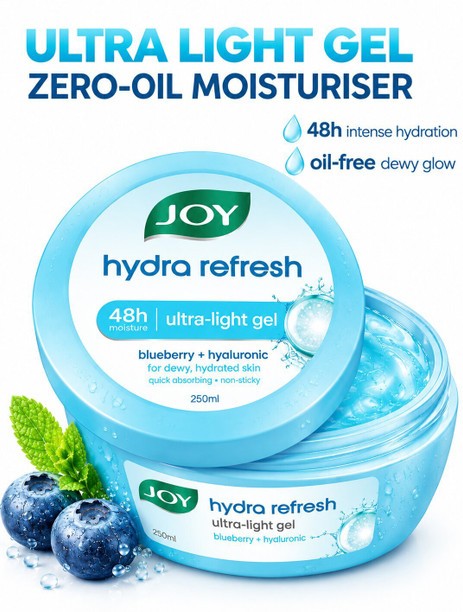 ULTRA LIGHT GEL
ZERO-OIL MOISTURISER
48h intense hydration
oil-free dewy glow
JOY
hydra refresh
48h moisture | ultra-light gel
blueberry + hyaluronic
for dewy, hydrated skin
quick absorbing • non-sticky
250ml
JOY
hydra refresh
ultra-light gel
blueberry + hyaluronic
250ml